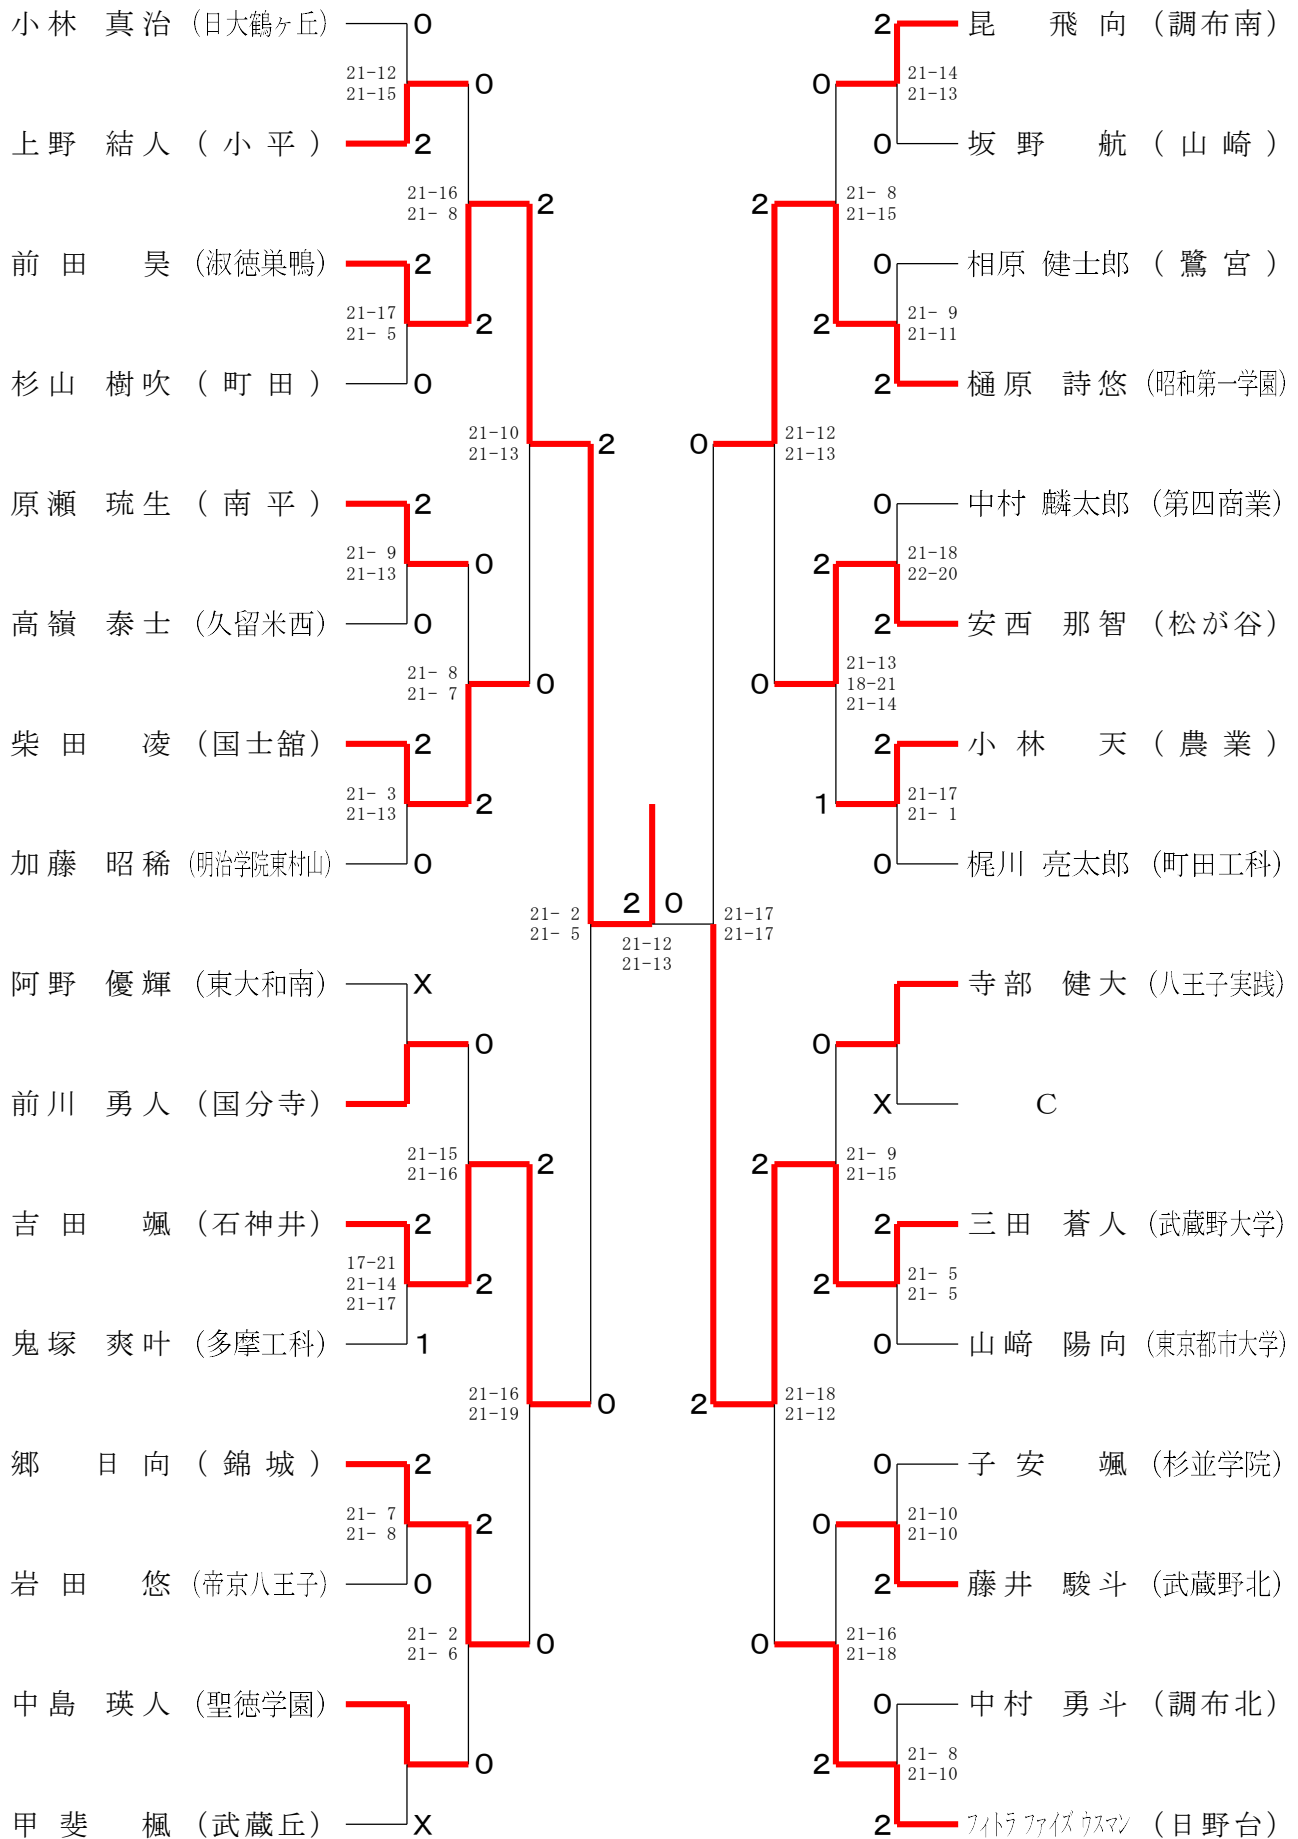 小林 真治 (日大鶴ヶ丘) 0
21-12
21-15
0
上野 結人 (小平) 2
21-16
21- 8
2
前田 昊 (淑徳巣鴨) 2
21-17
21- 5
2
杉山 樹吹 (町田) 0
21-10
21-13
2
原瀬 琉生 (南平) 2
21- 9
21-13
0
高嶺 泰士 (久留米西) 0
21- 8
21- 7
0
柴田 凌 (国士舘) 2
21- 3
21-13
2
加藤 昭稀 (明治学院東村山) 0
21- 2
21- 5
2 0
21-12
21-13
阿野 優輝 (東大和南) X
0
前川 勇人 (国分寺)
21-15
21-16
2
吉田 颯 (石神井) 2
17-21
21-14
21-17
2
鬼塚 爽叶 (多摩工科) 1
21-16
21-19
0
郷 日向 (錦城) 2
21- 7
21- 8
2
岩田 悠 (帝京八王子) 0
21- 2
21- 6
0
中島 瑛人 (聖徳学園)
0
甲斐 楓 (武蔵丘) X
2 昆 飛向 (調布南)
0
21-14
21-13
0 坂野 航 (山崎)
2
21- 8
21-15
0 相原 健士郎 (鷺宮)
2
21- 9
21-11
2 樋原 詩悠 (昭和第一学園)
0
21-12
21-13
0 中村 麟太郎 (第四商業)
2
21-18
22-20
2 安西 那智 (松が谷)
0
21-13
18-21
21-14
2 小林 天 (農業)
1
21-17
21- 1
0 梶川 亮太郎 (町田工科)
21-17
21-17
寺部 健大 (八王子実践)
0
X C
2
21- 9
21-15
2 三田 蒼人 (武蔵野大学)
2
21- 5
21- 5
0 山﨑 陽向 (東京都市大学)
2
21-18
21-12
0 子安 颯 (杉並学院)
0
21-10
21-10
2 藤井 駿斗 (武蔵野北)
0
21-16
21-18
0 中村 勇斗 (調布北)
2
21- 8
21-10
2 フィトラ ファイズ ウスマン (日野台)